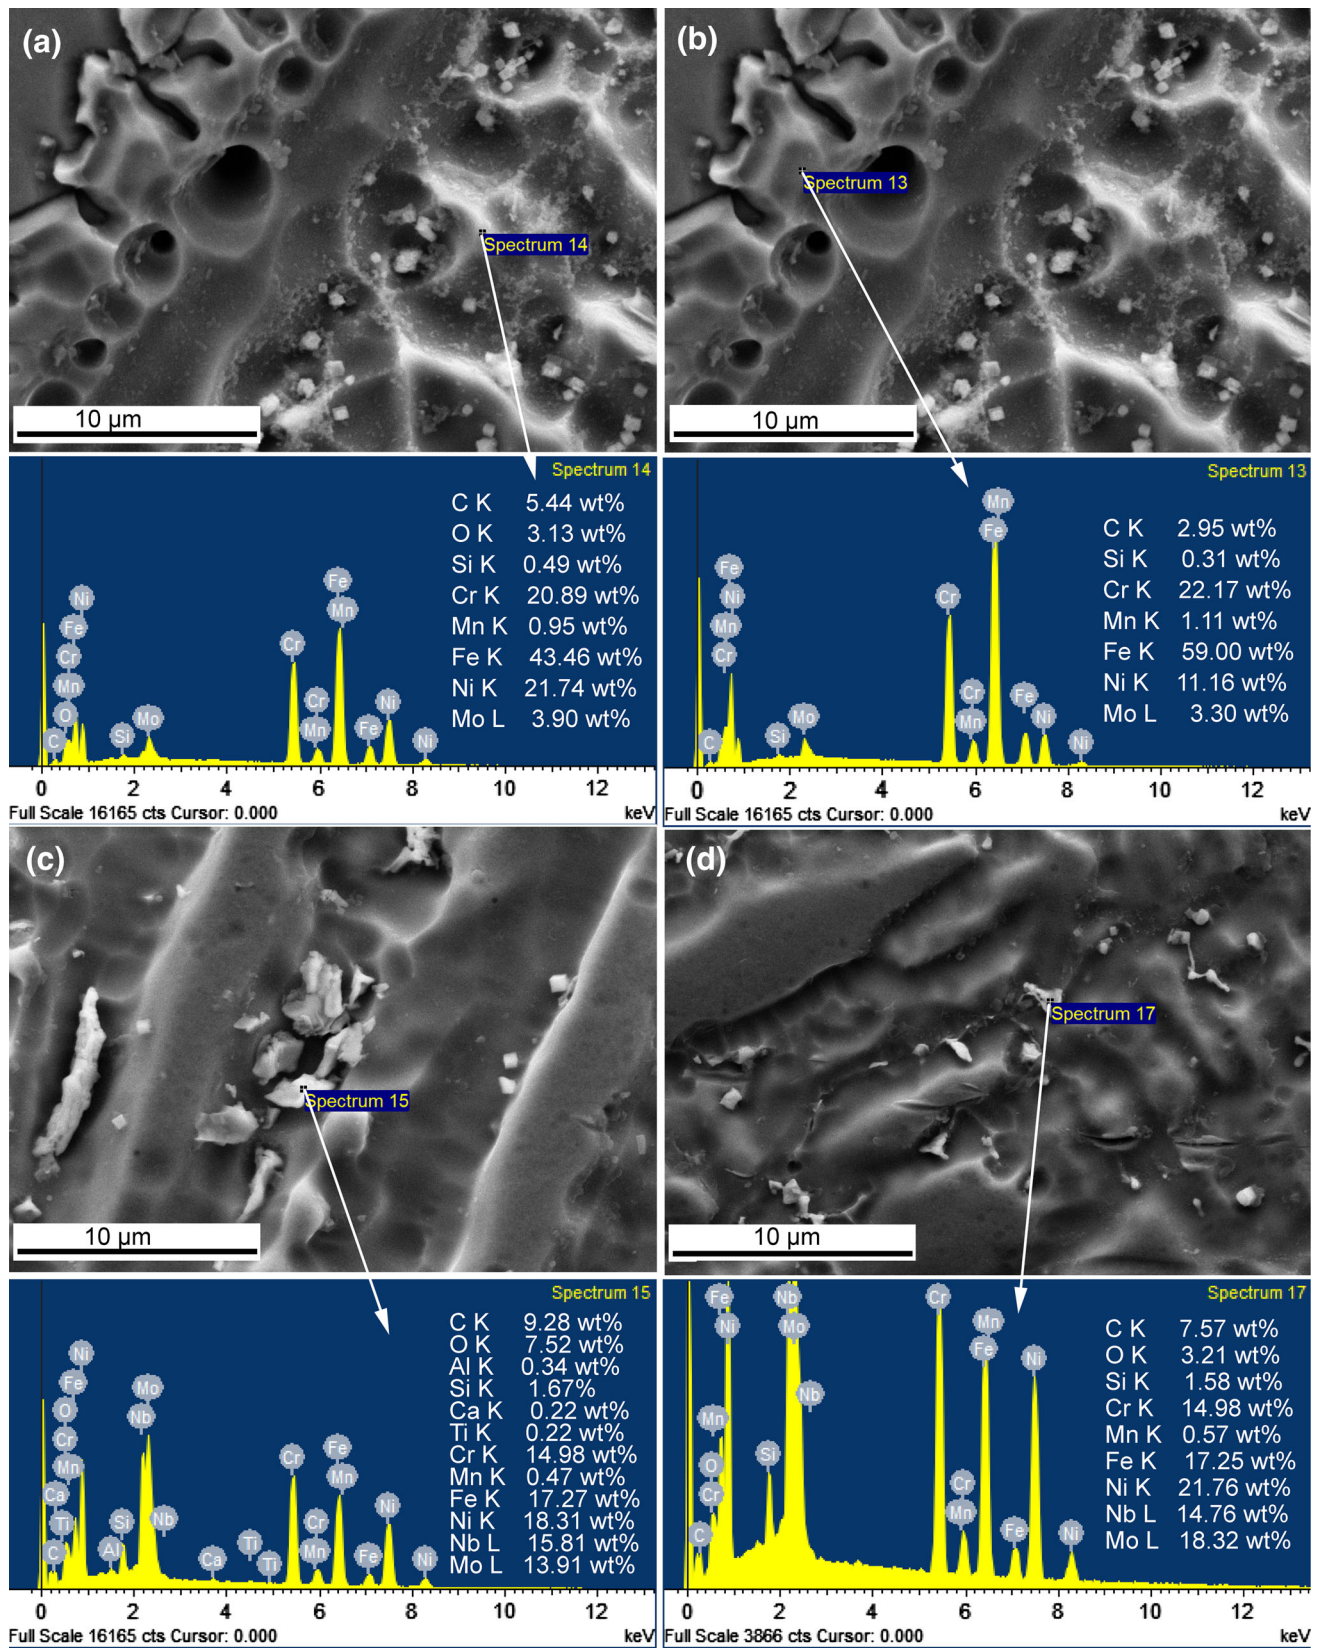 (a)
Spectrum 14
10 µm
(b)
Spectrum 13
10 µm
Spectrum 14
C K 5.44 wt%
O K 3.13 wt%
Si K 0.49 wt%
Cr K 20.89 wt%
Mn K 0.95 wt%
Fe K 43.46 wt%
Ni K 21.74 wt%
Mo L 3.90 wt%
Ni
Fe
Cr
Mn
O
C
Si
Mo
Cr
Cr
Mn
Fe
Mn
Fe
Ni
Ni
0 2 4 6 8 10 12
Full Scale 16165 cts Cursor: 0.000 keV
Spectrum 13
C K 2.95 wt%
Si K 0.31 wt%
Cr K 22.17 wt%
Mn K 1.11 wt%
Fe K 59.00 wt%
Ni K 11.16 wt%
Mo L 3.30 wt%
Fe
Ni
Mn
Cr
C
Si
Mo
Cr
Cr
Mn
Mn
Fe
Fe
Ni
Ni
0 2 4 6 8 10 12
Full Scale 16165 cts Cursor: 0.000 keV
(c)
Spectrum 15
10 µm
(d)
Spectrum 17
10 µm
Spectrum 15
C K 9.28 wt%
O K 7.52 wt%
Al K 0.34 wt%
Si K 1.67%
Ca K 0.22 wt%
Ti K 0.22 wt%
Cr K 14.98 wt%
Mn K 0.47 wt%
Fe K 17.27 wt%
Ni K 18.31 wt%
Nb L 15.81 wt%
Mo L 13.91 wt%
Ni
Fe
O
Cr
Mn
Ca
Ti
C
Al
Si
Mo
Nb
Nb
Ca
Ti
Ti
Cr
Cr
Mn
Fe
Mn
Fe
Ni
Ni
0 2 4 6 8 10 12
Full Scale 16165 cts Cursor: 0.000 keV
Spectrum 17
C K 7.57 wt%
O K 3.21 wt%
Si K 1.58 wt%
Cr K 14.98 wt%
Mn K 0.57 wt%
Fe K 17.25 wt%
Ni K 21.76 wt%
Nb L 14.76 wt%
Mo L 18.32 wt%
Fe
Ni
Mn
O
Cr
C
Si
Nb
Mo
Nb
Cr
Cr
Mn
Mn
Fe
Fe
Ni
Ni
0 2 4 6 8 10 12
Full Scale 3866 cts Cursor: 0.000 keV